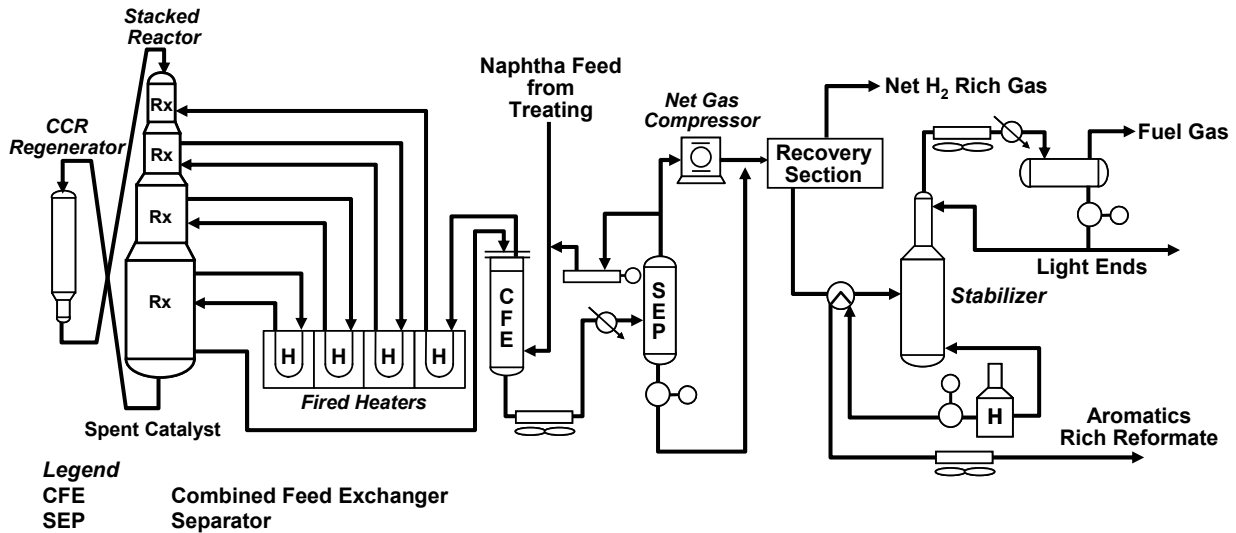 Stacked
Reactor
CCR
Regenerator
Rx
Rx
Rx
Rx
Spent Catalyst
H
H
H
H
Fired Heaters
Naphtha Feed
from
Treating
CFE
SEP
Net Gas
Compressor
Recovery
Section
Net H₂ Rich Gas
Fuel Gas
Light Ends
Stabilizer
H
Aromatics
Rich Reformate
Legend
CFE Combined Feed Exchanger
SEP Separator